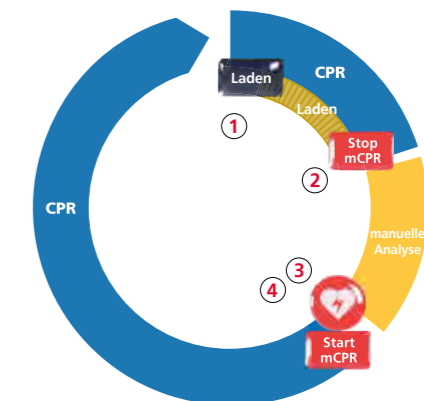 Laden
CPR
Laden
1
Stop
mCPR
2
CPR
manuelle
Analyse
3
4
Start
mCPR